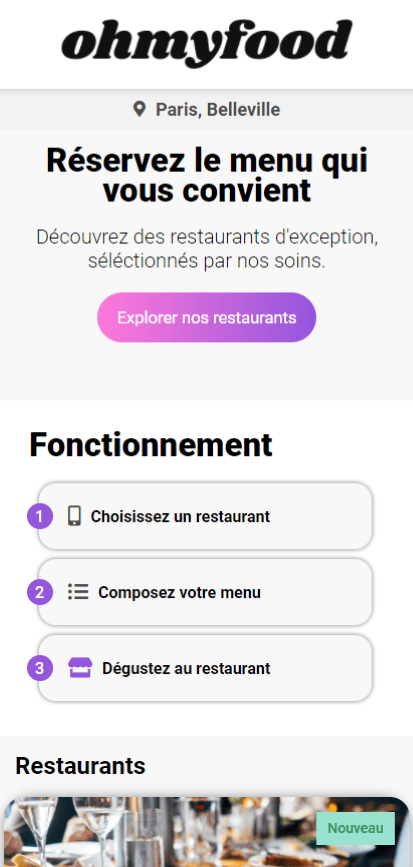 ohmyfood
Paris, Belleville
Réservez le menu qui
vous convient
Découvrez des restaurants d'exception,
séléctionnés par nos soins.
Explorer nos restaurants
Fonctionnement
1 Choisissez un restaurant
2 Composez votre menu
3 Dégustez au restaurant
Restaurants
Nouveau